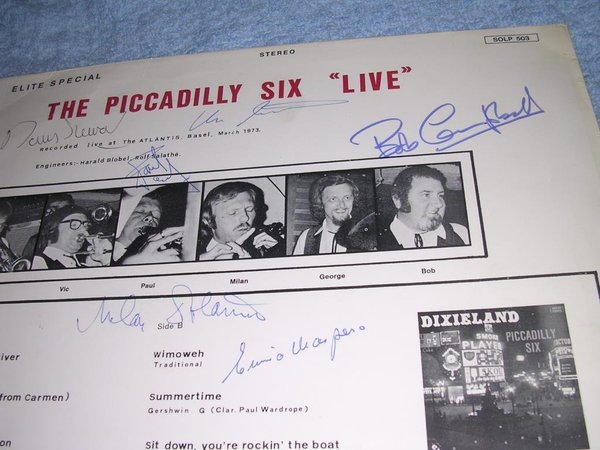 SOLP 503
STEREO
ELITE SPECIAL
THE PICCADILLY SIX "LIVE"
Recorded live at The ATLANTIS, Basel, March 1973.
Engineers:- Harald Blobel, Rolf Salathé.
Bob Campbell
Vic Paul Milan George Bob
Side B
iver
Wimoweh
Traditional
from Carmen)
Summertime
Gershwin G (Clar. Paul Wardrope)
on
Sit down, you're rockin' the boat
DIXIELAND
PICCADILLY
SIX
PLAYE